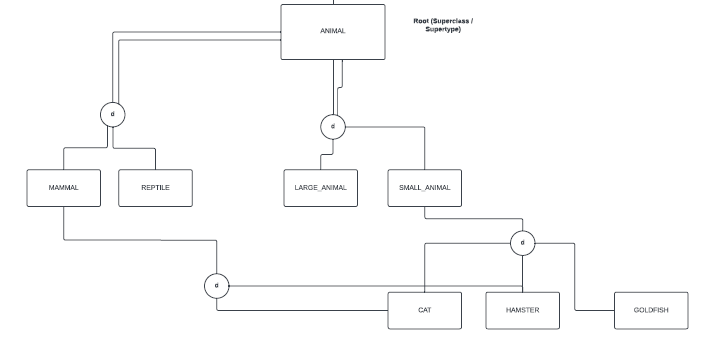 ANIMAL
Root (Superclass /
Supertype)
d
d
MAMMAL
REPTILE
LARGE_ANIMAL
SMALL_ANIMAL
d
d
CAT
HAMSTER
GOLDFISH